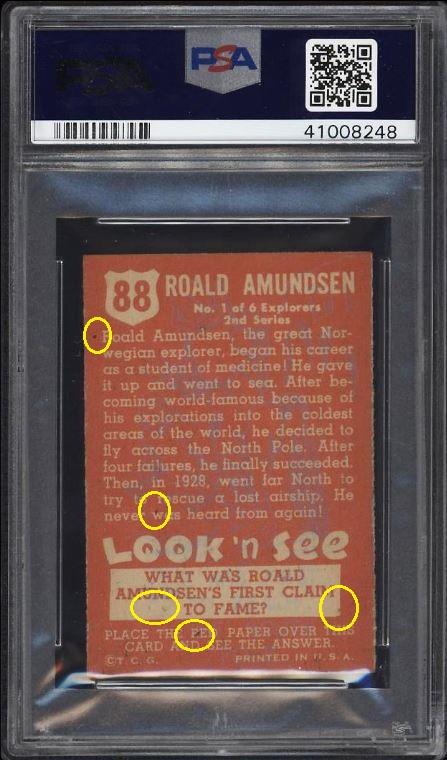 PSA
PSA
41008248
88 ROALD AMUNDSEN
No. 1 of 6 Explorers
2nd Series
Roald Amundsen, the great Nor-
wegian explorer, began his career
as a student of medicine! He gave
it up and went to sea. After be-
coming world-famous because of
his explorations into the coldest
areas of the world, he decided to
fly across the North Pole. After
four failures, he finally succeeded.
Then, in 1928, went far North to
try to rescue a lost airship. He
never was heard from again!
LOOK 'n SEE
WHAT WAS ROALD
AMUNDSEN'S FIRST CLAIM
TO FAME?
PLACE THE RED PAPER OVER THIS
CARD AND SEE THE ANSWER.
©T.C.G. PRINTED IN U.S.A.